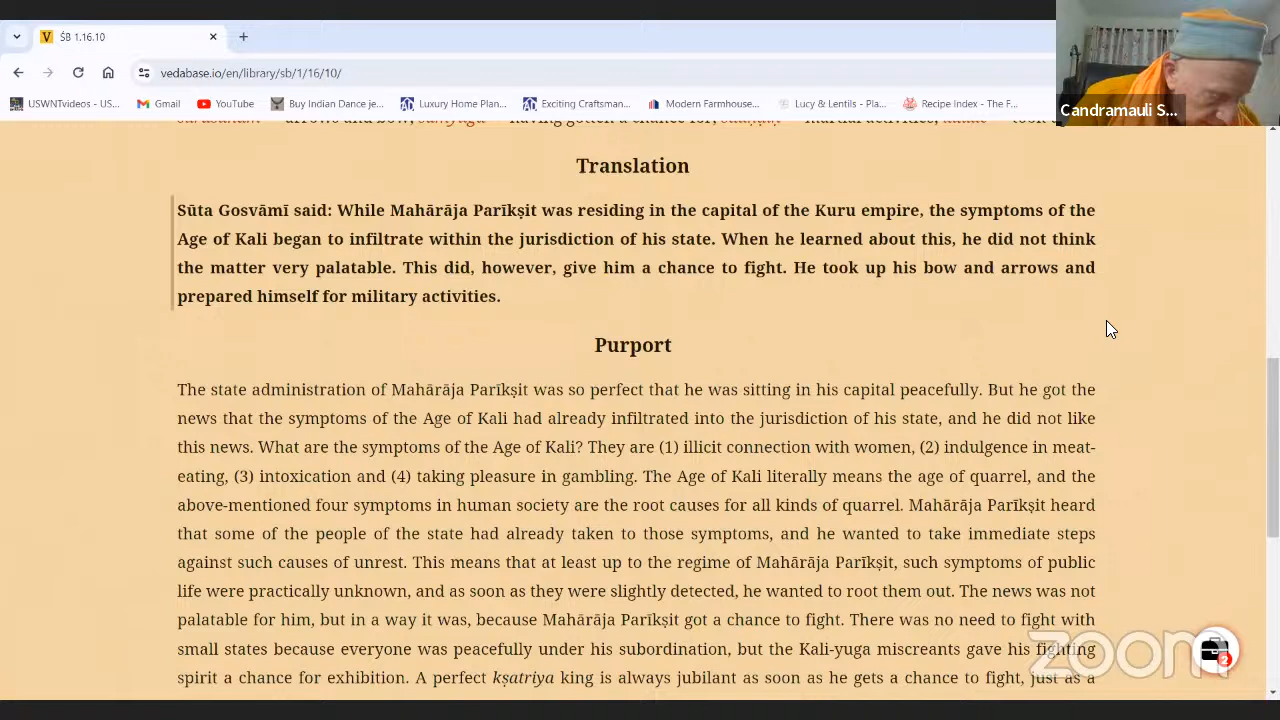 ŚB 1.16.10
vedabase.io/en/library/sb/1/16/10/
USWNTvideos - US... Gmail YouTube Buy Indian Dance je... Luxury Home Plan... Exciting Craftsman... Modern Farmhouse... Lucy & Lentils - Pla... Recipe Index - The F...
Candramauli S...
Translation
Sūta Gosvāmī said: While Mahārāja Parīkṣit was residing in the capital of the Kuru empire, the symptoms of the
Age of Kali began to infiltrate within the jurisdiction of his state. When he learned about this, he did not think
the matter very palatable. This did, however, give him a chance to fight. He took up his bow and arrows and
prepared himself for military activities.
Purport
The state administration of Mahārāja Parīkṣit was so perfect that he was sitting in his capital peacefully. But he got the
news that the symptoms of the Age of Kali had already infiltrated into the jurisdiction of his state, and he did not like
this news. What are the symptoms of the Age of Kali? They are (1) illicit connection with women, (2) indulgence in meat-
eating, (3) intoxication and (4) taking pleasure in gambling. The Age of Kali literally means the age of quarrel, and the
above-mentioned four symptoms in human society are the root causes for all kinds of quarrel. Mahārāja Parīkṣit heard
that some of the people of the state had already taken to those symptoms, and he wanted to take immediate steps
against such causes of unrest. This means that at least up to the regime of Mahārāja Parīkṣit, such symptoms of public
life were practically unknown, and as soon as they were slightly detected, he wanted to root them out. The news was not
palatable for him, but in a way it was, because Mahārāja Parīkṣit got a chance to fight. There was no need to fight with
small states because everyone was peacefully under his subordination, but the Kali-yuga miscreants gave his fighting
spirit a chance for exhibition. A perfect kṣatriya king is always jubilant as soon as he gets a chance to fight, just as a
zoom
2